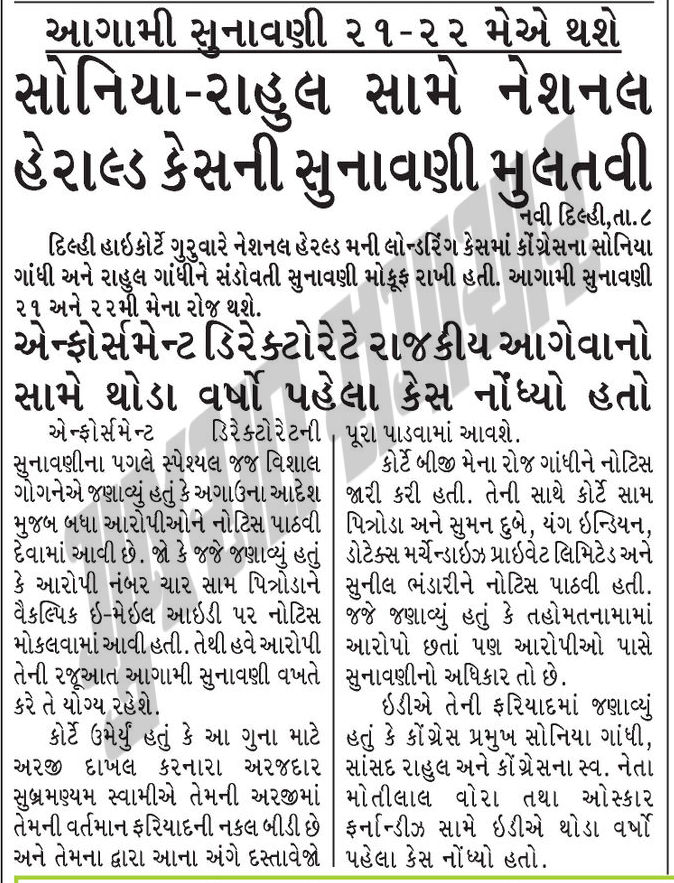 આગામી સુનાવણી ૨૧-૨૨ મેએ થશે
સોનિયા-રાહુલ સામે નેશનલ
હેરાલ્ડ કેસની સુનાવણી મુલતવી
નવી દિલ્હી,તા.૮
દિલ્હી હાઇકોર્ટે ગુરુવારે નેશનલ હેરલ્ડ મની લોન્ડરિંગ કેસમાં કોંગ્રેસના સોનિયા
ગાંધી અને રાહુલ ગાંધીને સંડોવતી સુનાવણી મોકૂફ રાખી હતી. આગામી સુનાવણી
૨૧ અને ૨૨મી મેના રોજ થશે.
એન્ફોર્સમેન્ટ ડિરેક્ટોરેટે રાજકીય આગેવાનો
સામે થોડા વર્ષો પહેલા કેસ નોંધ્યો હતો
એન્ફોર્સમેન્ટ ડિરેક્ટોરેટની
સુનાવણીના પગલે સ્પેશ્યલ જજ વિશાલ
ગોગનેએ જણાવ્યું હતું કે અગાઉના આદેશ
મુજબ બધા આરોપીઓને નોટિસ પાઠવી
દેવામાં આવી છે. જો કે જજે જણાવ્યું હતું
કે આરોપી નંબર ચાર સામ પિત્રોડાને
વૈકલ્પિક ઇ-મેઇલ આઇડી પર નોટિસ
મોકલવામાં આવી હતી. તેથી હવે આરોપી
તેની રજૂઆત આગામી સુનાવણી વખતે
કરે તે યોગ્ય રહેશે.
કોર્ટે ઉમેર્યું હતું કે આ ગુના માટે
અરજી દાખલ કરનારા અરજદાર
સુબ્રમણ્યમ સ્વામીએ તેમની અરજીમાં
તેમની વર્તમાન ફરિયાદની નકલ બીડી છે
અને તેમના દ્વારા આના અંગે દસ્તાવેજો
પૂરા પાડવામાં આવશે.
કોર્ટે બીજી મેના રોજ ગાંધીને નોટિસ
જારી કરી હતી. તેની સાથે કોર્ટે સામ
પિત્રોડા અને સુમન દુબે, યંગ ઇન્ડિયન,
ડોટેક્સ મર્ચેન્ડાઇઝ પ્રાઇવેટ લિમિટેડ અને
સુનીલ ભંડારીને નોટિસ પાઠવી હતી.
જજે જણાવ્યું હતું કે તહોમતનામામાં
આરોપો છતાં પણ આરોપીઓ પાસે
સુનાવણીનો અધિકાર તો છે.
ઇડીએ તેની ફરિયાદમાં જણાવ્યું
હતું કે કોંગ્રેસ પ્રમુખ સોનિયા ગાંધી,
સાંસદ રાહુલ અને કોંગ્રેસના સ્વ. નેતા
મોતીલાલ વોરા તથા ઓસ્કાર
ફર્નાન્ડીઝ સામે ઇડીએ થોડા વર્ષો
પહેલા કેસ નોંધ્યો હતો.
ગુજરાત સમાચાર